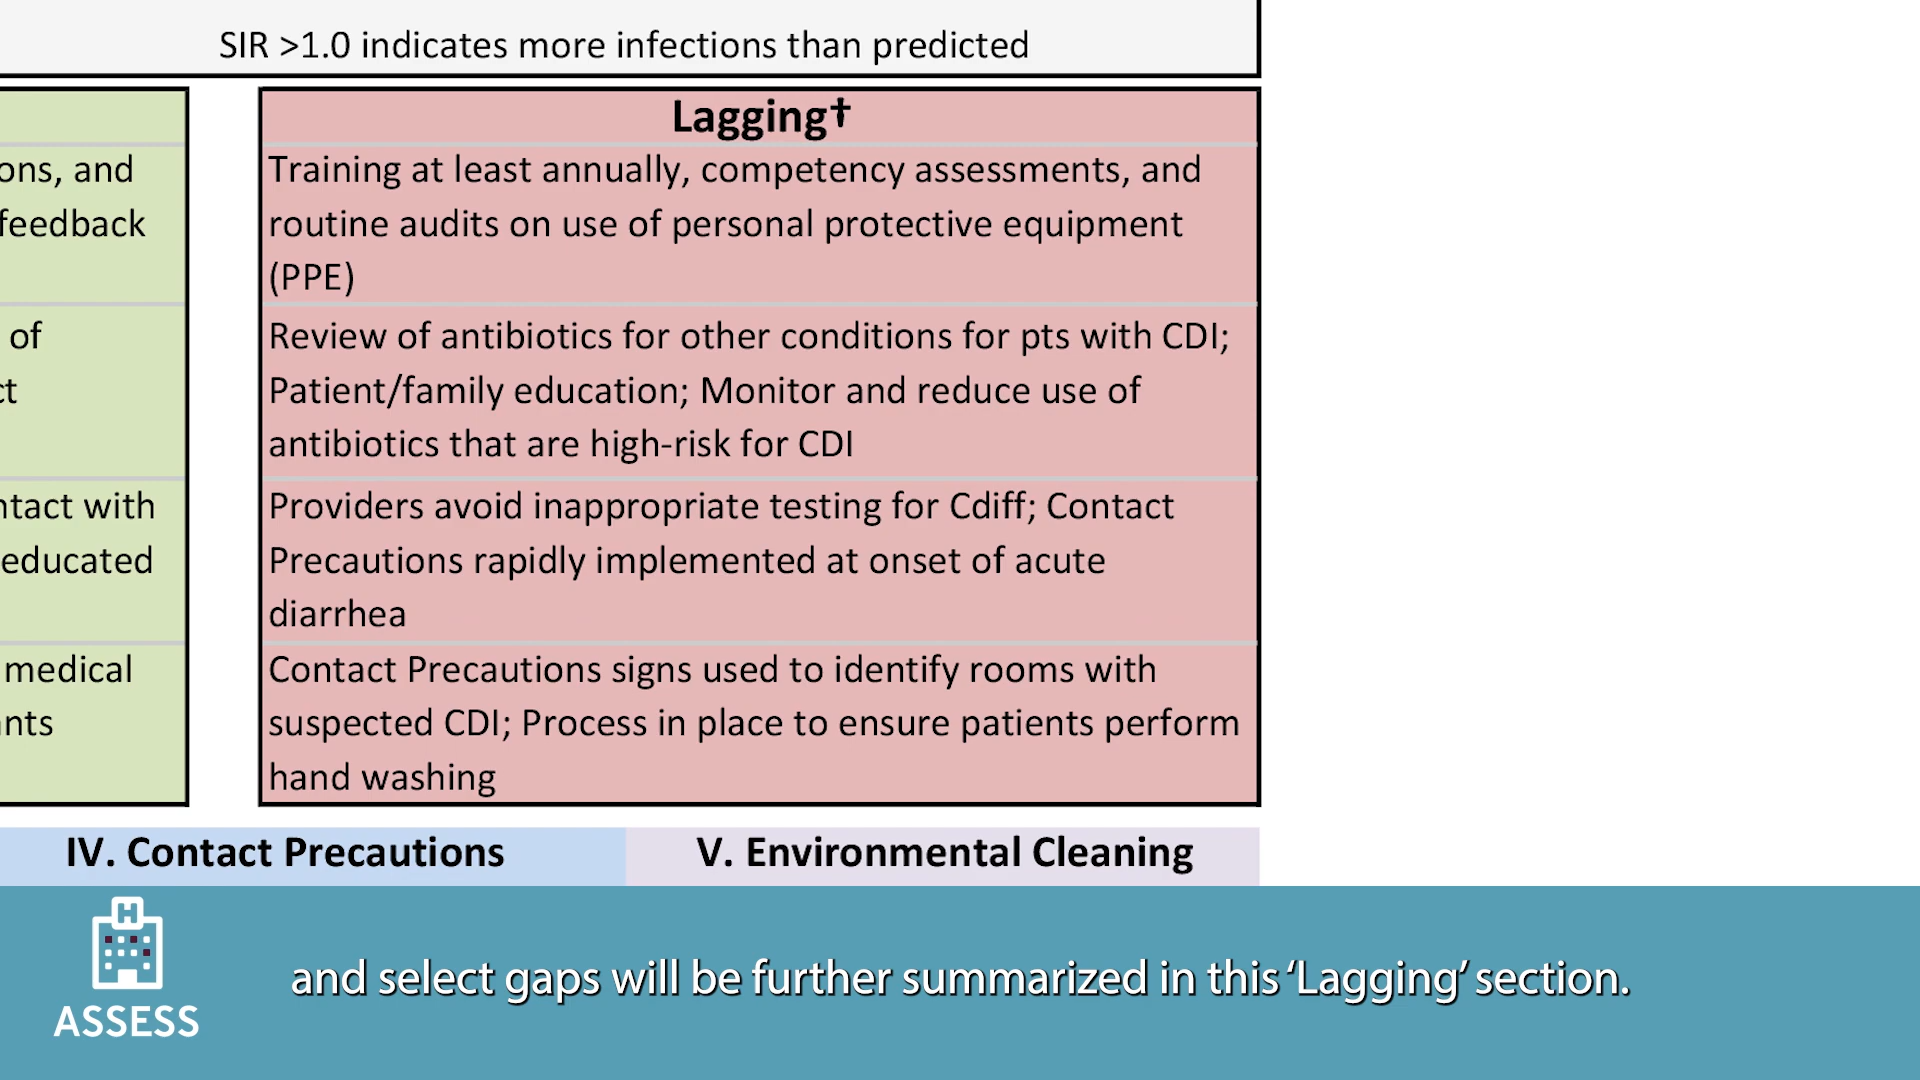 SIR >1.0 indicates more infections than predicted
ons, and
feedback
of
ct
ntact with
educated
medical
nts
Lagging†
Training at least annually, competency assessments, and
routine audits on use of personal protective equipment
(PPE)
Review of antibiotics for other conditions for pts with CDI;
Patient/family education; Monitor and reduce use of
antibiotics that are high-risk for CDI
Providers avoid inappropriate testing for Cdiff; Contact
Precautions rapidly implemented at onset of acute
diarrhea
Contact Precautions signs used to identify rooms with
suspected CDI; Process in place to ensure patients perform
hand washing
IV. Contact Precautions
V. Environmental Cleaning
H
ASSESS
and select gaps will be further summarized in this ‘Lagging’ section.